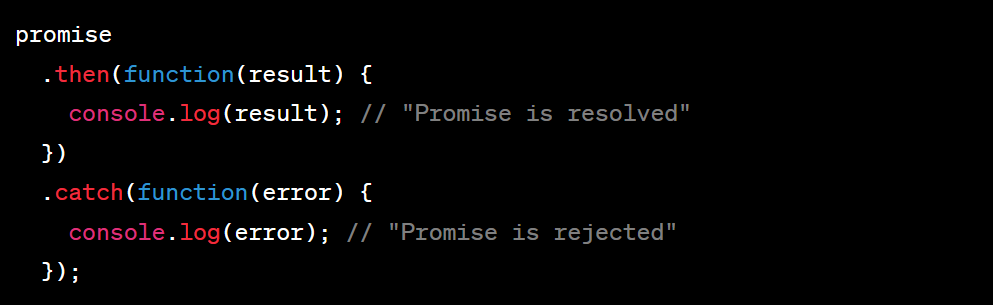 promise
  .then(function(result) {
    console.log(result); // "Promise is resolved"
  })
  .catch(function(error) {
    console.log(error); // "Promise is rejected"
  });